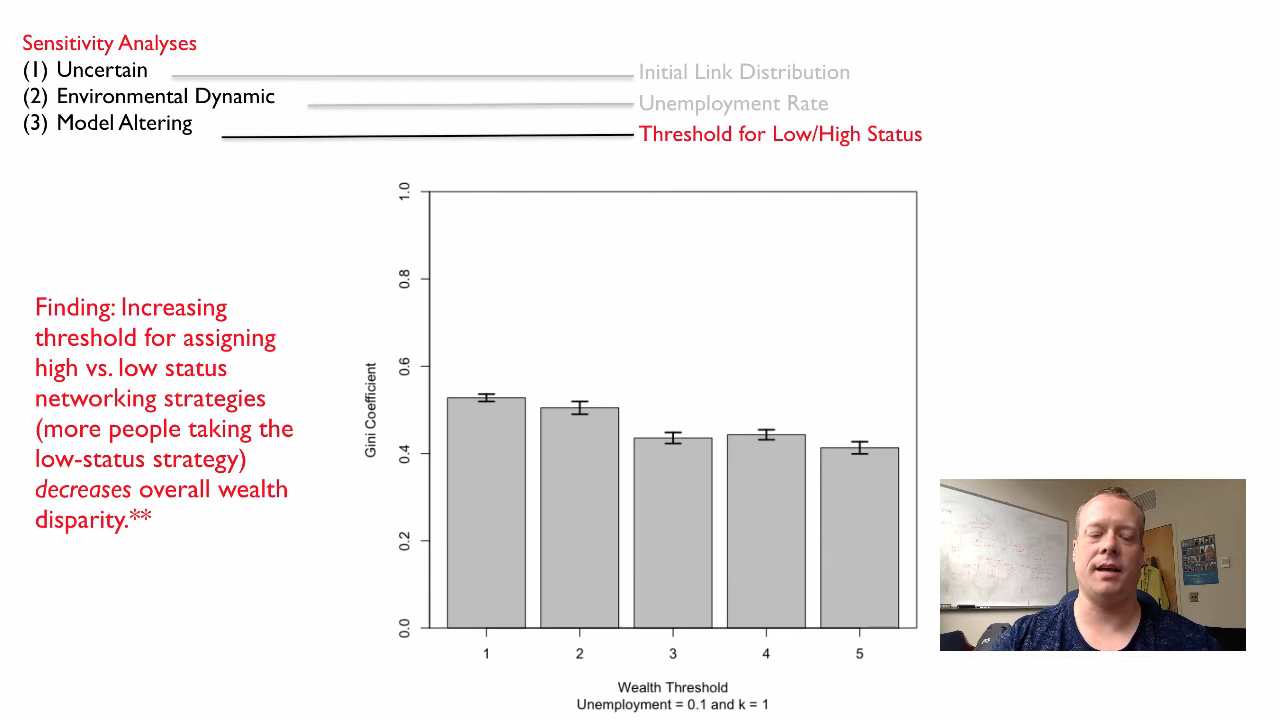 Sensitivity Analyses
(1) Uncertain
(2) Environmental Dynamic
(3) Model Altering
Initial Link Distribution
Unemployment Rate
Threshold for Low/High Status
Finding: Increasing
threshold for assigning
high vs. low status
networking strategies
(more people taking the
low-status strategy)
decreases overall wealth
disparity.**
Gini Coefficient
1.0
0.8
0.6
0.4
0.2
0.0
1 2 3 4 5
Wealth Threshold
Unemployment = 0.1 and k = 1